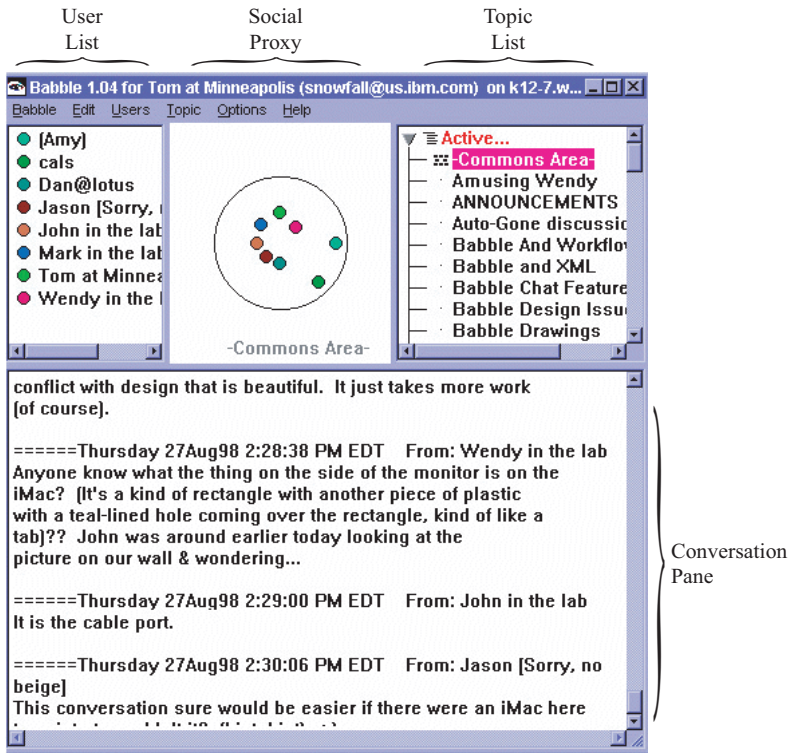 User
List
Social
Proxy
Topic
List
Babble 1.04 for Tom at Minneapolis (snowfall@us.ibm.com) on k12-7.w...
Babble Edit Users Topic Options Help
(Amy)
cals
Dan@lotus
Jason [Sorry,
John in the lab
Mark in the lab
Tom at Minnea
Wendy in the
-Commons Area-
Active...
-Commons Area-
Amusing Wendy
ANNOUNCEMENTS
Auto-Gone discussio
Babble And Workflow
Babble and XML
Babble Chat Feature
Babble Design Issu
Babble Drawings
conflict with design that is beautiful. It just takes more work
(of course).
======Thursday 27Aug98 2:28:38 PM EDT From: Wendy in the lab
Anyone know what the thing on the side of the monitor is on the
iMac? (It's a kind of rectangle with another piece of plastic
with a teal-lined hole coming over the rectangle, kind of like a
tab)?? John was around earlier today looking at the
picture on our wall & wondering...
======Thursday 27Aug98 2:29:00 PM EDT From: John in the lab
It is the cable port.
======Thursday 27Aug98 2:30:06 PM EDT From: Jason [Sorry, no
beige]
This conversation sure would be easier if there were an iMac here
Conversation
Pane